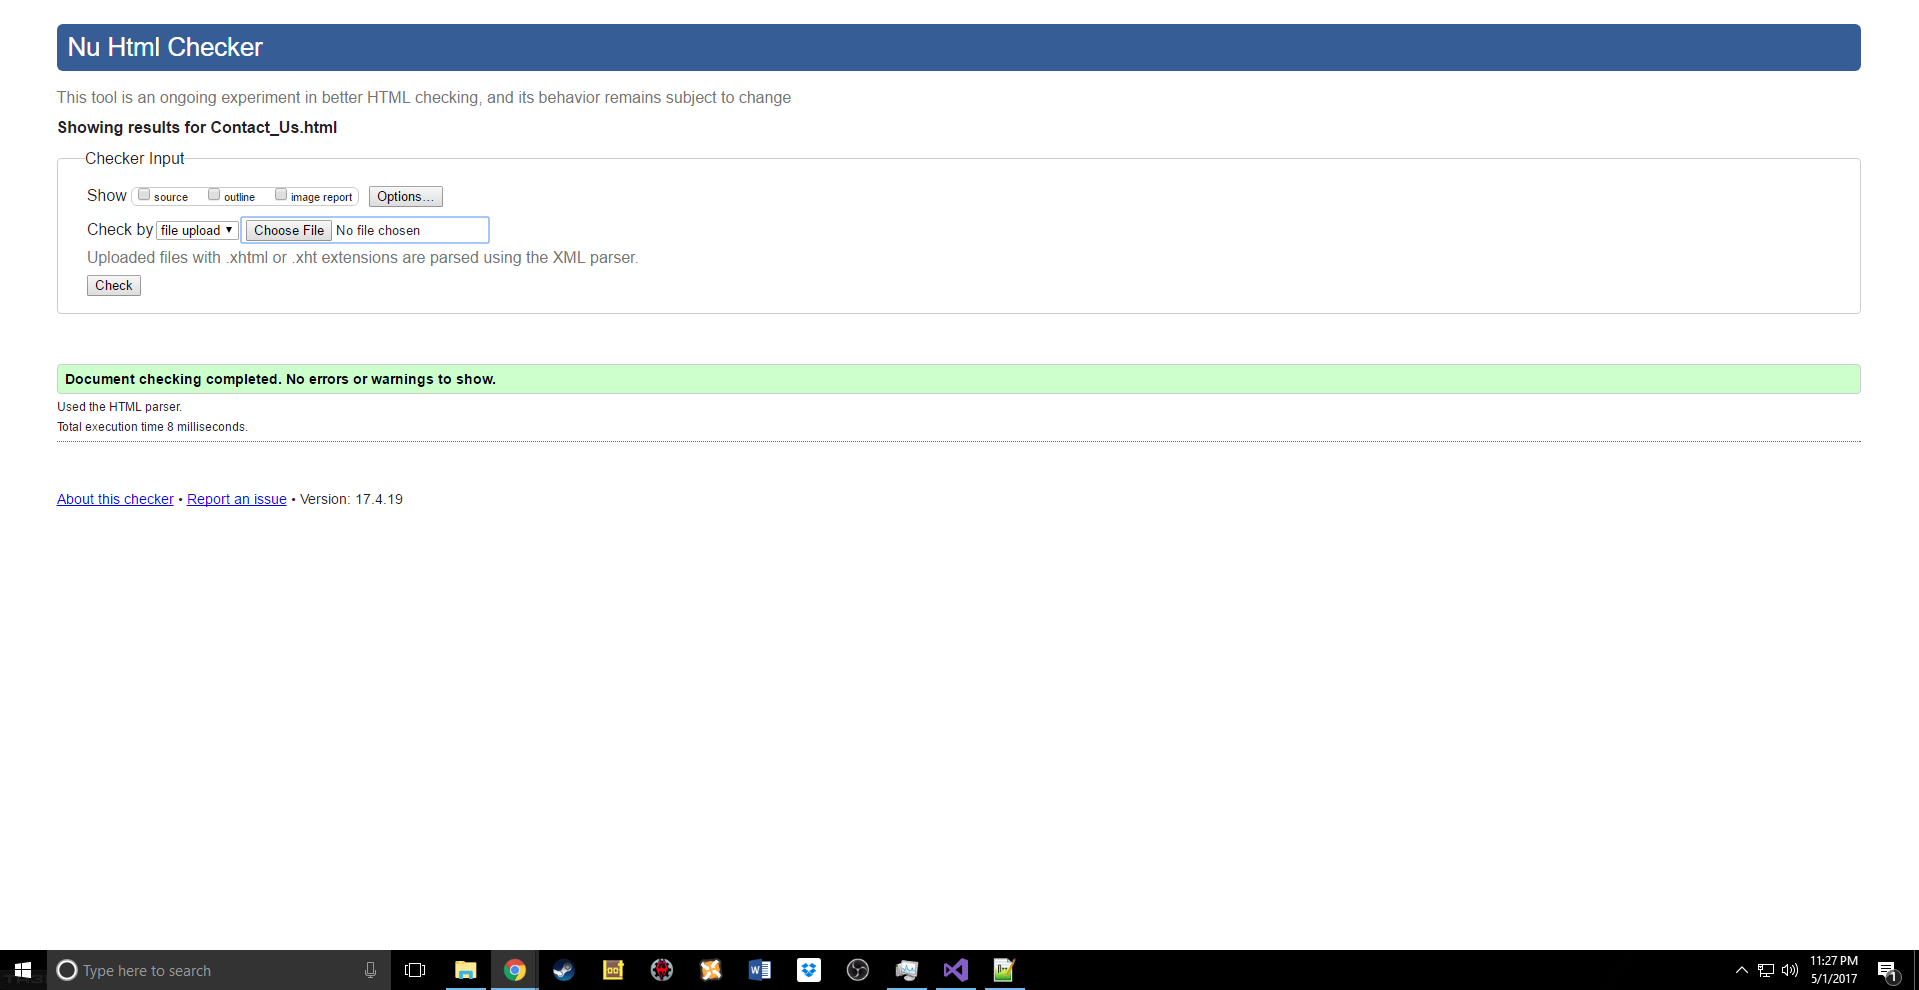 Nu Html Checker
This tool is an ongoing experiment in better HTML checking, and its behavior remains subject to change
Showing results for Contact_Us.html
Checker Input
Show source outline image report Options...
Check by file upload Choose File No file chosen
Uploaded files with .xhtml or .xht extensions are parsed using the XML parser.
Check
Document checking completed. No errors or warnings to show.
Used the HTML parser.
Total execution time 8 milliseconds.
About this checker • Report an issue • Version: 17.4.19
Type here to search
11:27 PM
5/1/2017
1